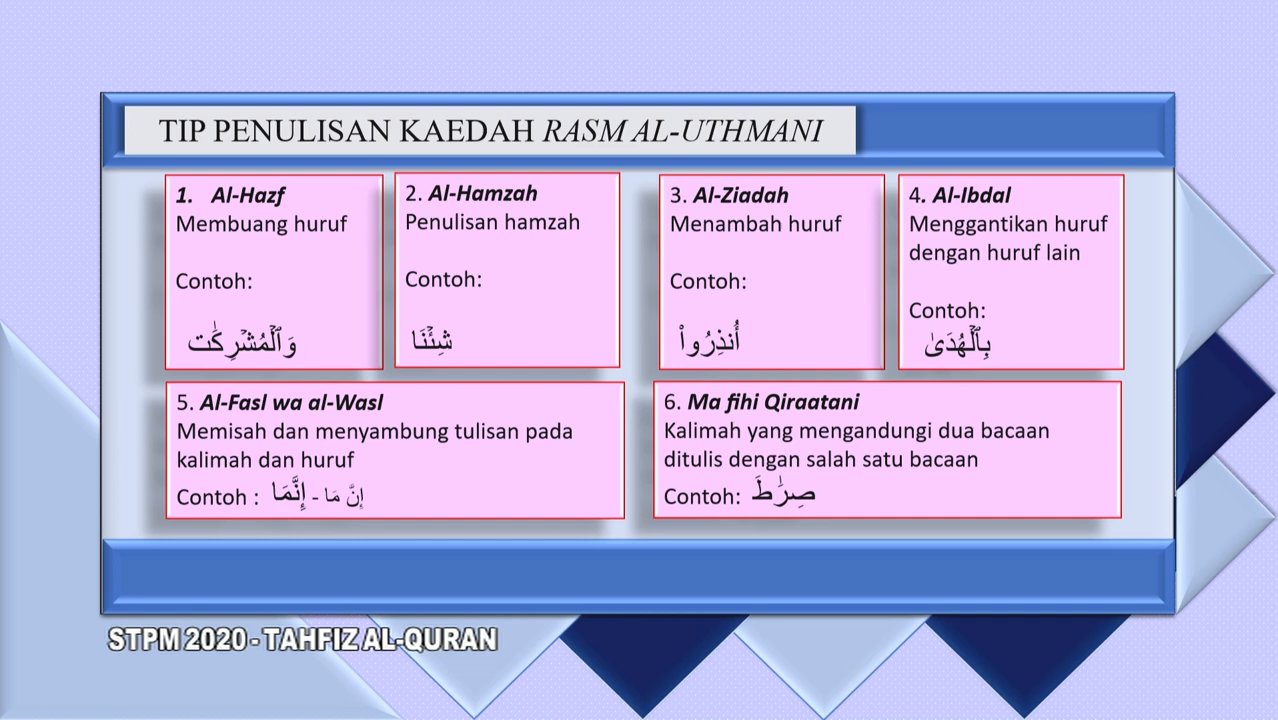 TIP PENULISAN KAEDAH RASM AL-UTHMANI
1. Al-Hazf
Membuang huruf
Contoh:
وَٱلْمُشْرِكَٰت
2. Al-Hamzah
Penulisan hamzah
Contoh:
شِئْنَا
3. Al-Ziadah
Menambah huruf
Contoh:
أُنذِرُوا۟
4. Al-Ibdal
Menggantikan huruf
dengan huruf lain
Contoh:
بِٱلْهُدَىٰ
5. Al-Fasl wa al-Wasl
Memisah dan menyambung tulisan pada
kalimah dan huruf
Contoh : إِنَّ مَا - إِنَّمَا
6. Ma fihi Qiraatani
Kalimah yang mengandungi dua bacaan
ditulis dengan salah satu bacaan
Contoh: صِرَٰطَ
STPM 2020 - TAHFIZ AL-QURAN